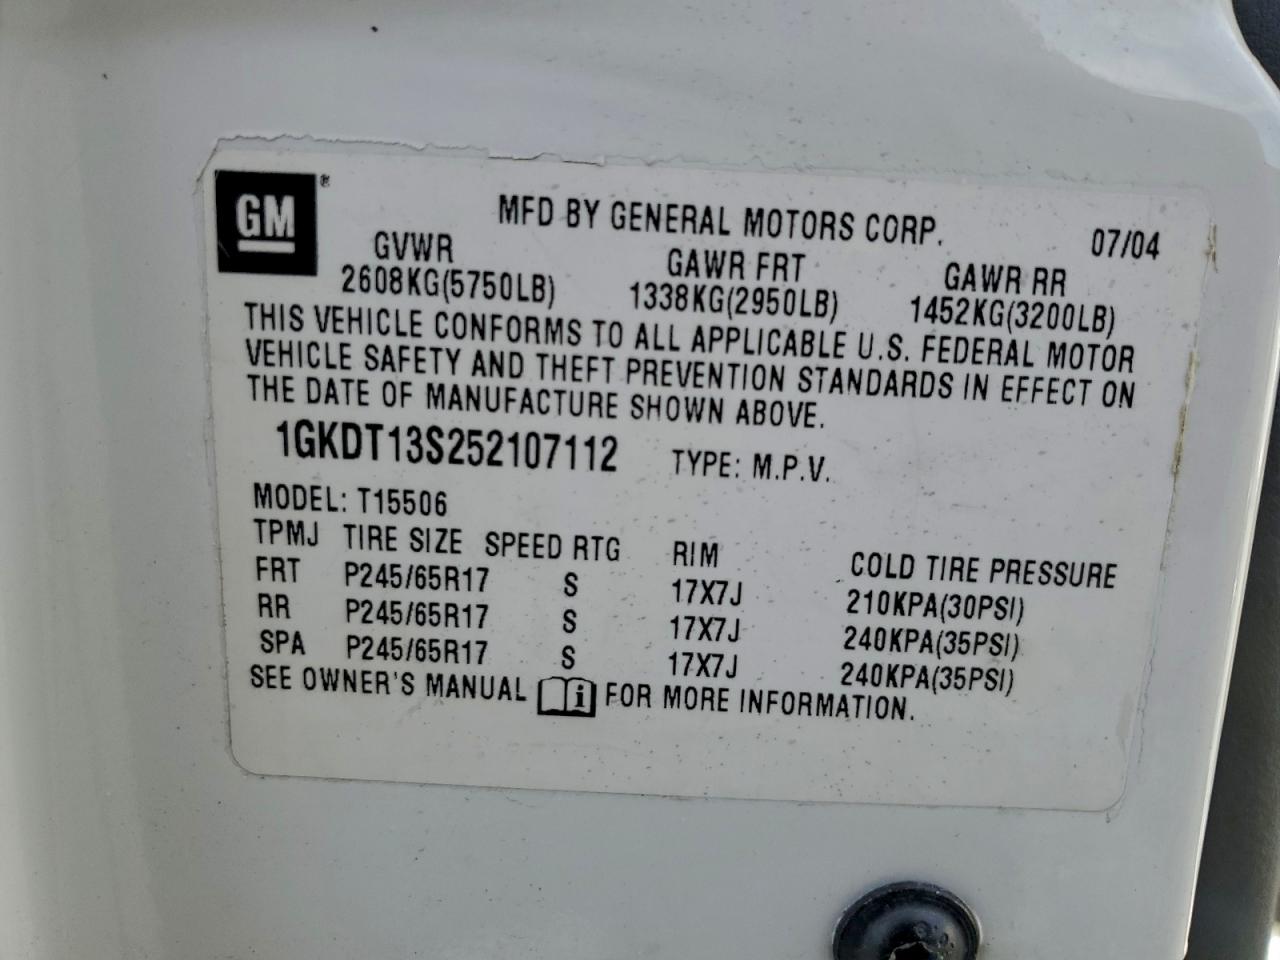 GM® MFD BY GENERAL MOTORS CORP. 07/04
GVWR GAWR FRT GAWR RR
2608KG(5750LB) 1338KG(2950LB) 1452KG(3200LB)
THIS VEHICLE CONFORMS TO ALL APPLICABLE U.S. FEDERAL MOTOR
VEHICLE SAFETY AND THEFT PREVENTION STANDARDS IN EFFECT ON
THE DATE OF MANUFACTURE SHOWN ABOVE.
1GKDT13S252107112 TYPE: M.P.V.
MODEL: T15506
TPMJ TIRE SIZE SPEED RTG RIM COLD TIRE PRESSURE
FRT P245/65R17 S 17X7J 210KPA(30PSI)
RR P245/65R17 S 17X7J 240KPA(35PSI)
SPA P245/65R17 S 17X7J 240KPA(35PSI)
SEE OWNER'S MANUAL i FOR MORE INFORMATION.